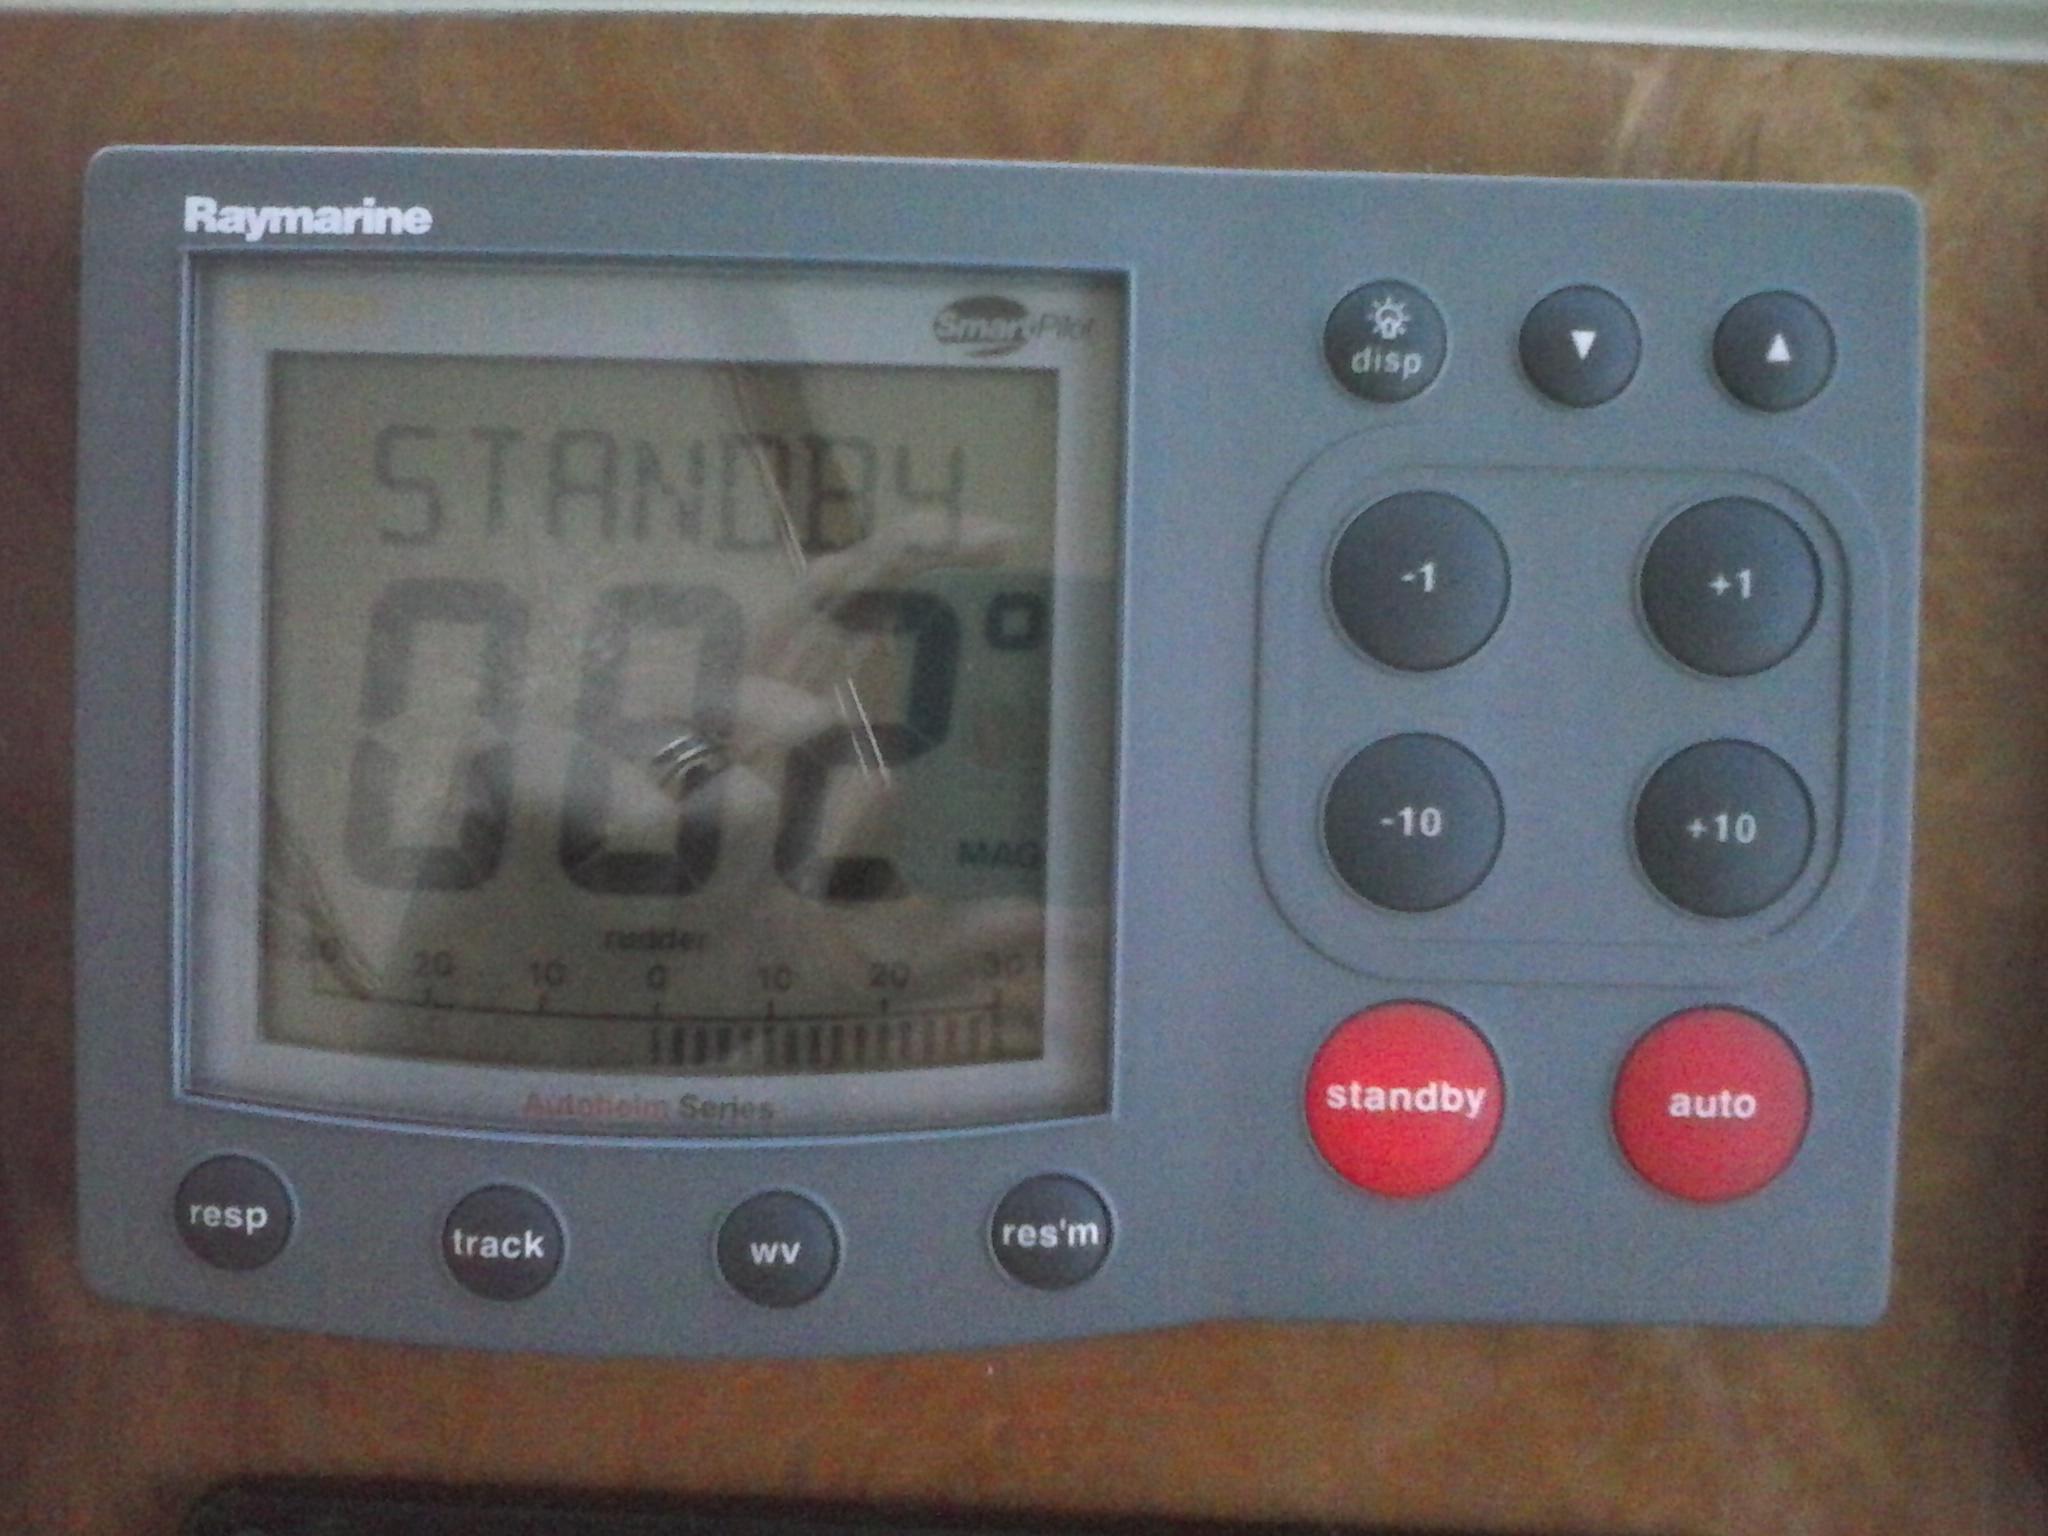 Raymarine
SmartPilot
disp
STANDBY
-1
+1
MAG
-10
+10
rudder
30 20 10 0 10 20 30
Autohelm Series
standby
auto
resp
track
wv
res'm